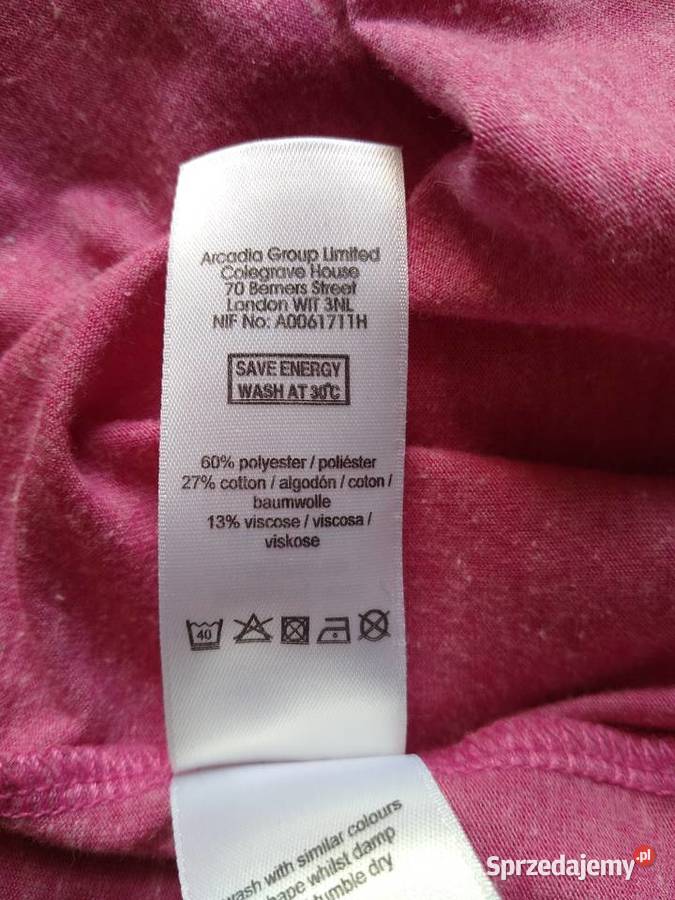 Arcadia Group Limited
Colegrave House
70 Berners Street
London W1T 3NL
NIF No: A0061711H
SAVE ENERGY
WASH AT 30°C
60% polyester / poliéster
27% cotton / algodón / coton /
baumwolle
13% viscose / viscosa /
viskose
40
wash with similar colours
shape whilst damp
tumble dry
Sprzedajemy.pl